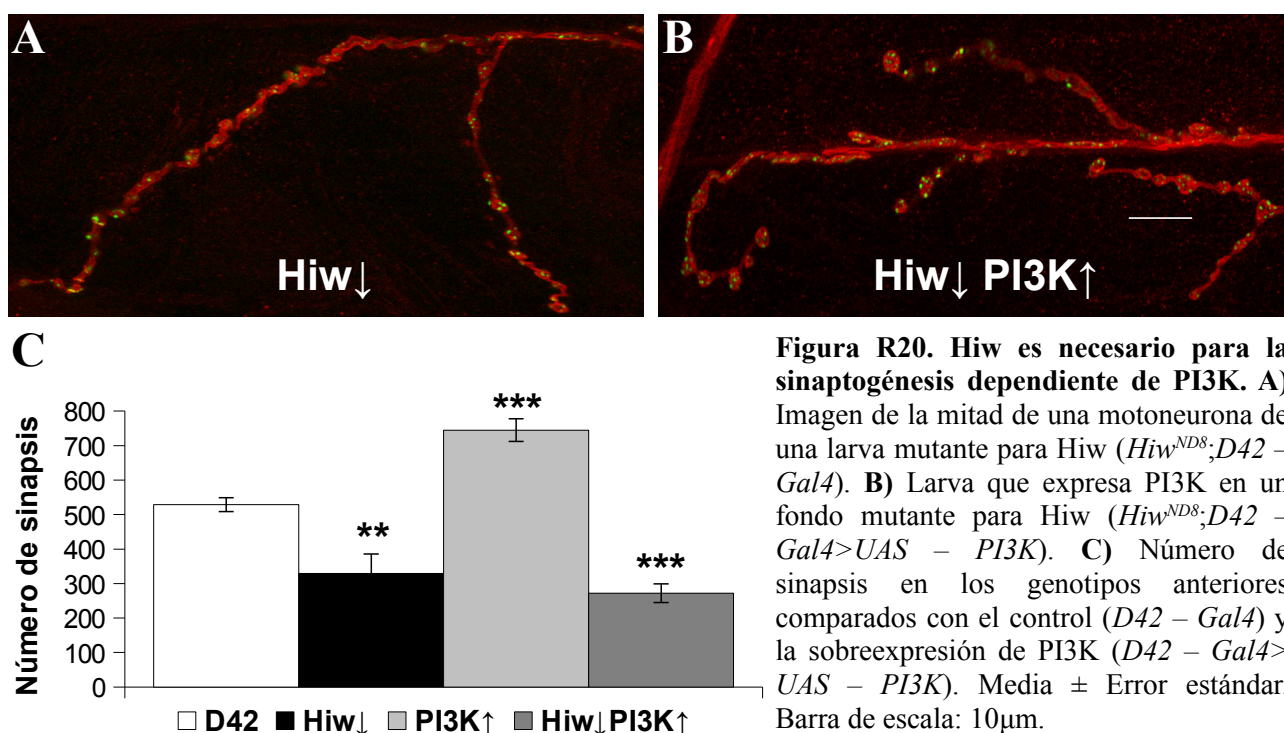 A
Hiw↓
B
Hiw↓ PI3K↑
C
Número de sinapsis
800
700
600
500
400
300
200
100
0
**
***
***
D42 Hiw↓ PI3K↑ Hiw↓PI3K↑
Figura R20. Hiw es necesario para la
sinaptogénesis dependiente de PI3K. A)
Imagen de la mitad de una motoneurona de
una larva mutante para Hiw (Hiw^ND8;D42 –
Gal4). B) Larva que expresa PI3K en un
fondo mutante para Hiw (Hiw^ND8;D42 –
Gal4>UAS – PI3K). C) Número de
sinapsis en los genotipos anteriores
comparados con el control (D42 – Gal4) y
la sobreexpresión de PI3K (D42 – Gal4>
UAS – PI3K). Media ± Error estándar.
Barra de escala: 10μm.